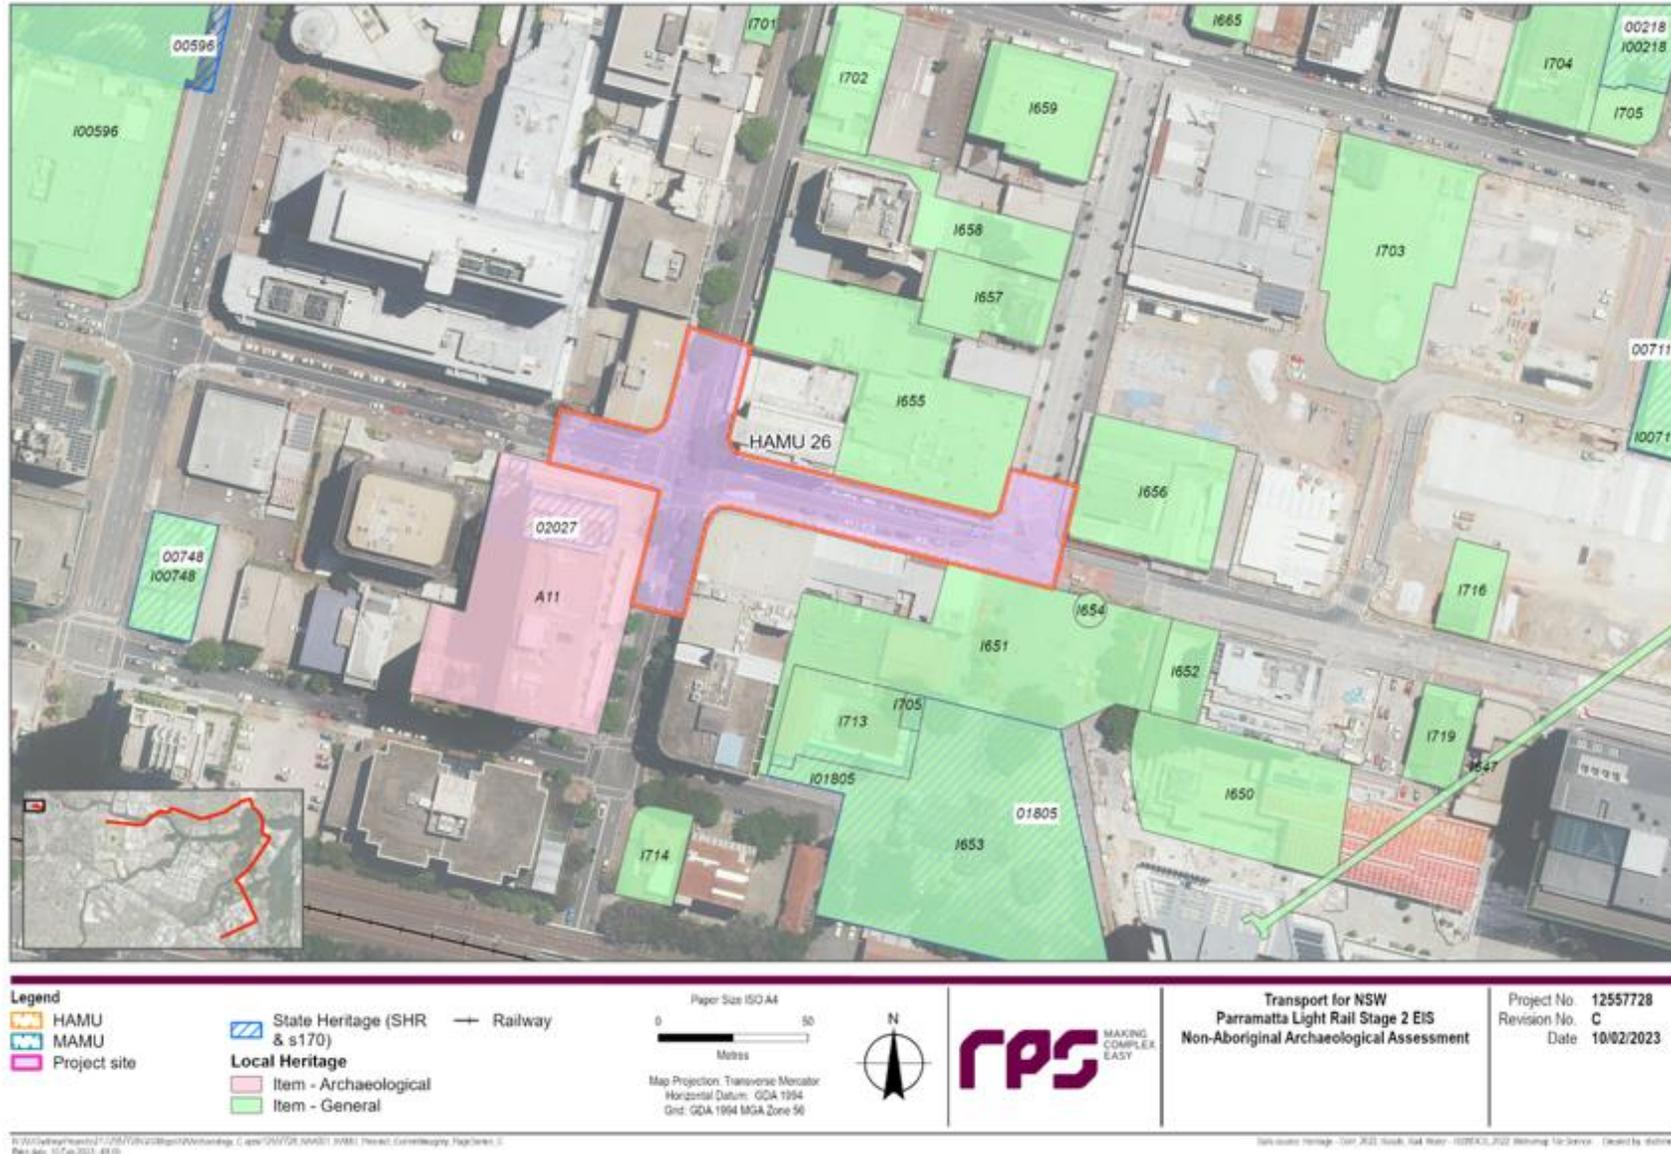 00596
I701
I665
00218
I00218
I702
I704
I00596
I659
I705
I658
I703
I657
00711
I655
I0071
HAMU 26
I656
02027
00748
I00748
A11
I716
I654
I651
I652
I705
I713
I719
I647
I01805
I650
01805
I653
I714
Legend
HAMU
MAMU
Project site
State Heritage (SHR
& s170)
Railway
Local Heritage
Item - Archaeological
Item - General
Paper Size ISO A4
0 50
Metres
Map Projection: Transverse Mercator
Horizontal Datum: GDA 1994
Grid: GDA 1994 MGA Zone 56
N
rps
MAKING
COMPLEX
EASY
Transport for NSW
Parramatta Light Rail Stage 2 EIS
Non-Aboriginal Archaeological Assessment
Project No. 12557728
Revision No. C
Date 10/02/2023